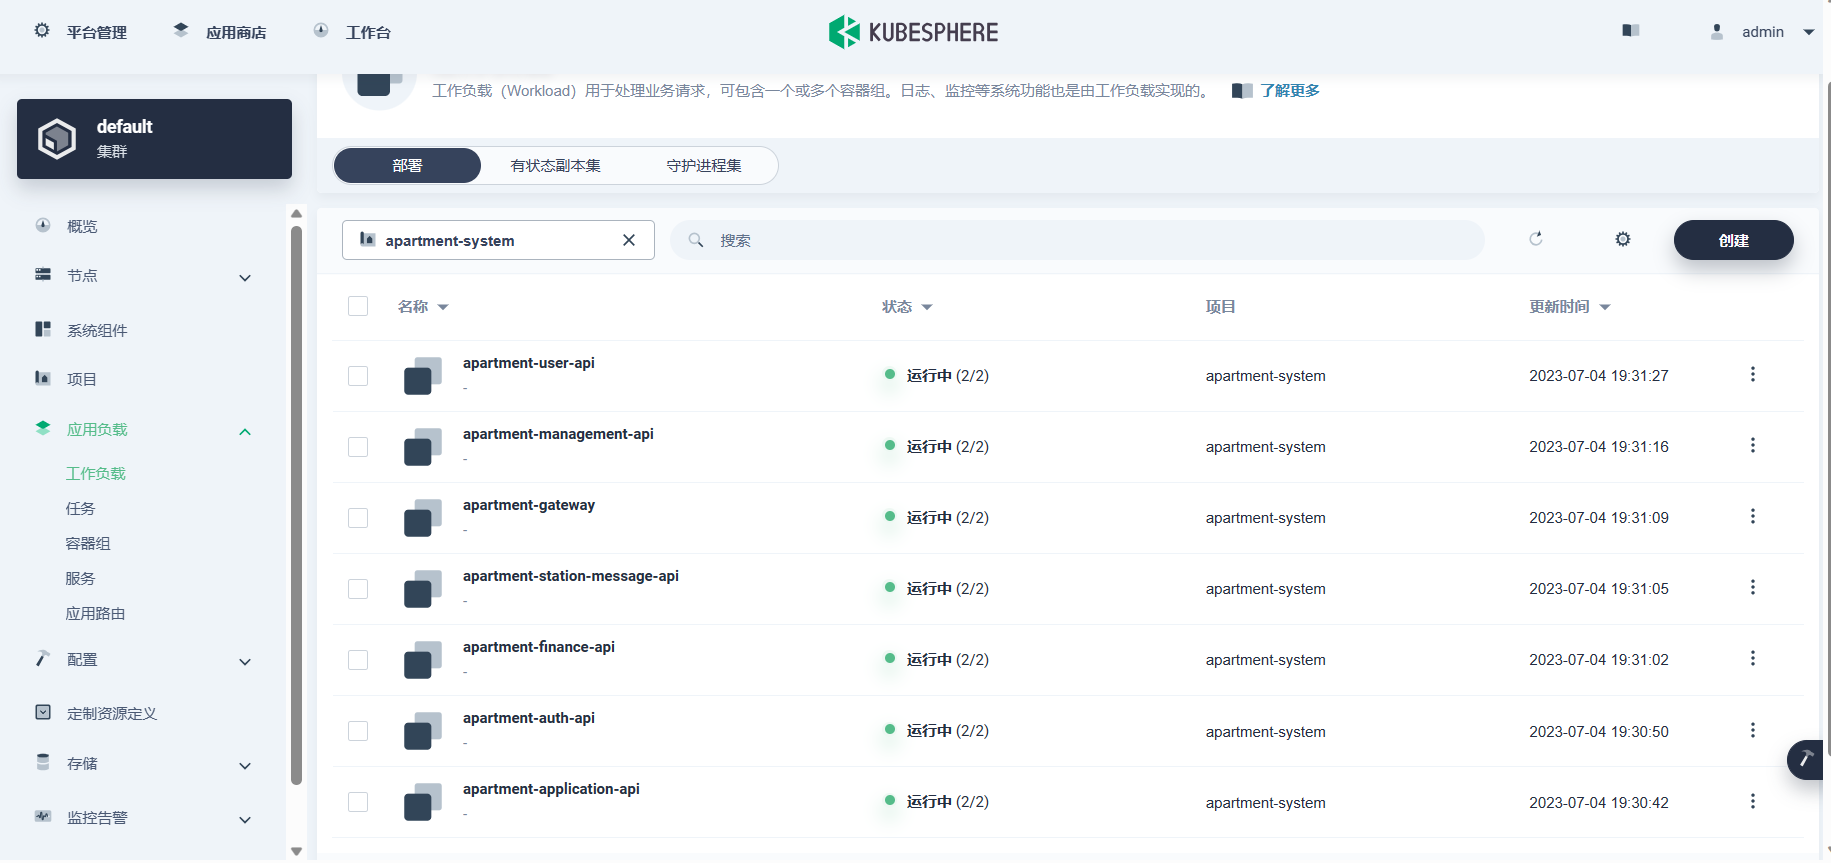 平台管理
应用商店
工作台
KUBESPHERE
admin
工作负载（Workload）用于处理业务请求，可包含一个或多个容器组。日志、监控等系统功能也是由工作负载实现的。
了解更多
default
集群
概览
节点
系统组件
项目
应用负载
工作负载
任务
容器组
服务
应用路由
配置
定制资源定义
存储
监控告警
部署
有状态副本集
守护进程集
apartment-system
搜索
创建
名称 状态 项目 更新时间
apartment-user-api
-
运行中 (2/2) apartment-system 2023-07-04 19:31:27
apartment-management-api
-
运行中 (2/2) apartment-system 2023-07-04 19:31:16
apartment-gateway
-
运行中 (2/2) apartment-system 2023-07-04 19:31:09
apartment-station-message-api
-
运行中 (2/2) apartment-system 2023-07-04 19:31:05
apartment-finance-api
-
运行中 (2/2) apartment-system 2023-07-04 19:31:02
apartment-auth-api
-
运行中 (2/2) apartment-system 2023-07-04 19:30:50
apartment-application-api
-
运行中 (2/2) apartment-system 2023-07-04 19:30:42